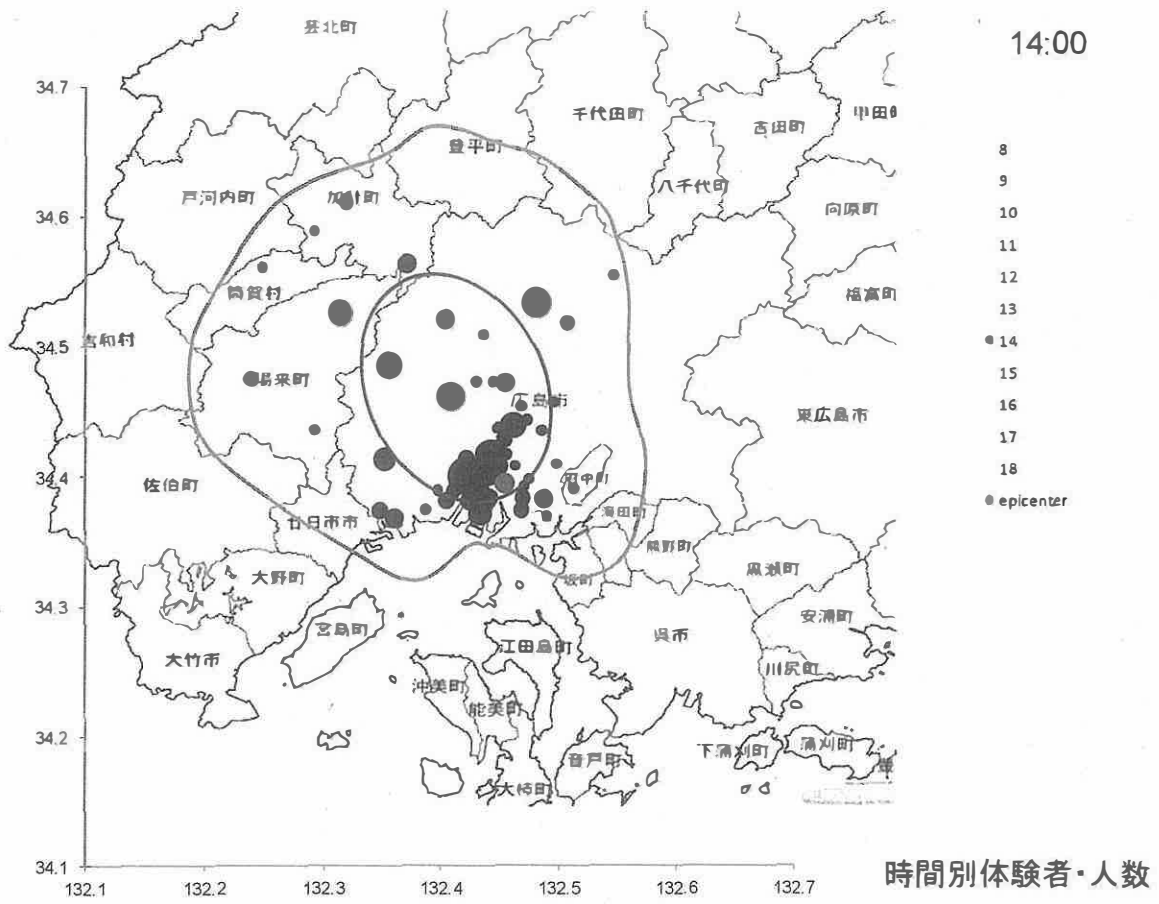 14:00
芸北町
34.7
千代田町
吉田町
甲田
豊平町
8
戸河内町
加計町
八千代町
9
34.6
向原町
10
11
筒賀村
福富町
12
13
吉和村
34.5
14
湯来町
15
広島市
東広島市
16
17
18
34.4
佐伯町
府中町
epicenter
廿日市市
海田町
熊野町
大野町
坂町
黒瀬町
34.3
宮島町
安浦町
呉市
江田島町
大竹市
川尻町
沖美町
能美町
34.2
下蒲刈町
蒲刈町
音戸町
大柿町
34.1
132.1
132.2
132.3
132.4
132.5
132.6
132.7
時間別体験者・人数